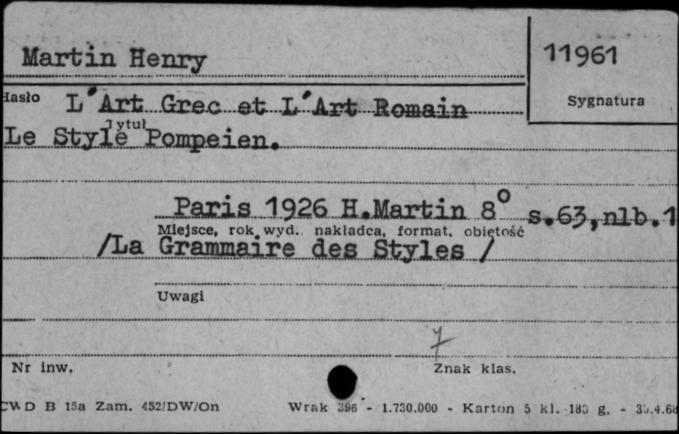 Martin Henry
11961
Hasło
Sygnatura
L'Art Grec et L'Art Romain
Tytuł
Le Style Pompeien.
Paris 1926 H.Martin 8° s.63,nlb.1
Miejsce, rok wyd. nakładca, format, objętość
/La Grammaire des Styles /
Uwagi
7
Nr inw.
Znak klas.
CWD B 15a Zam. 452/DW/On Wrak 396 - 1.730.000 - Karton 5 kl. 180 g. -